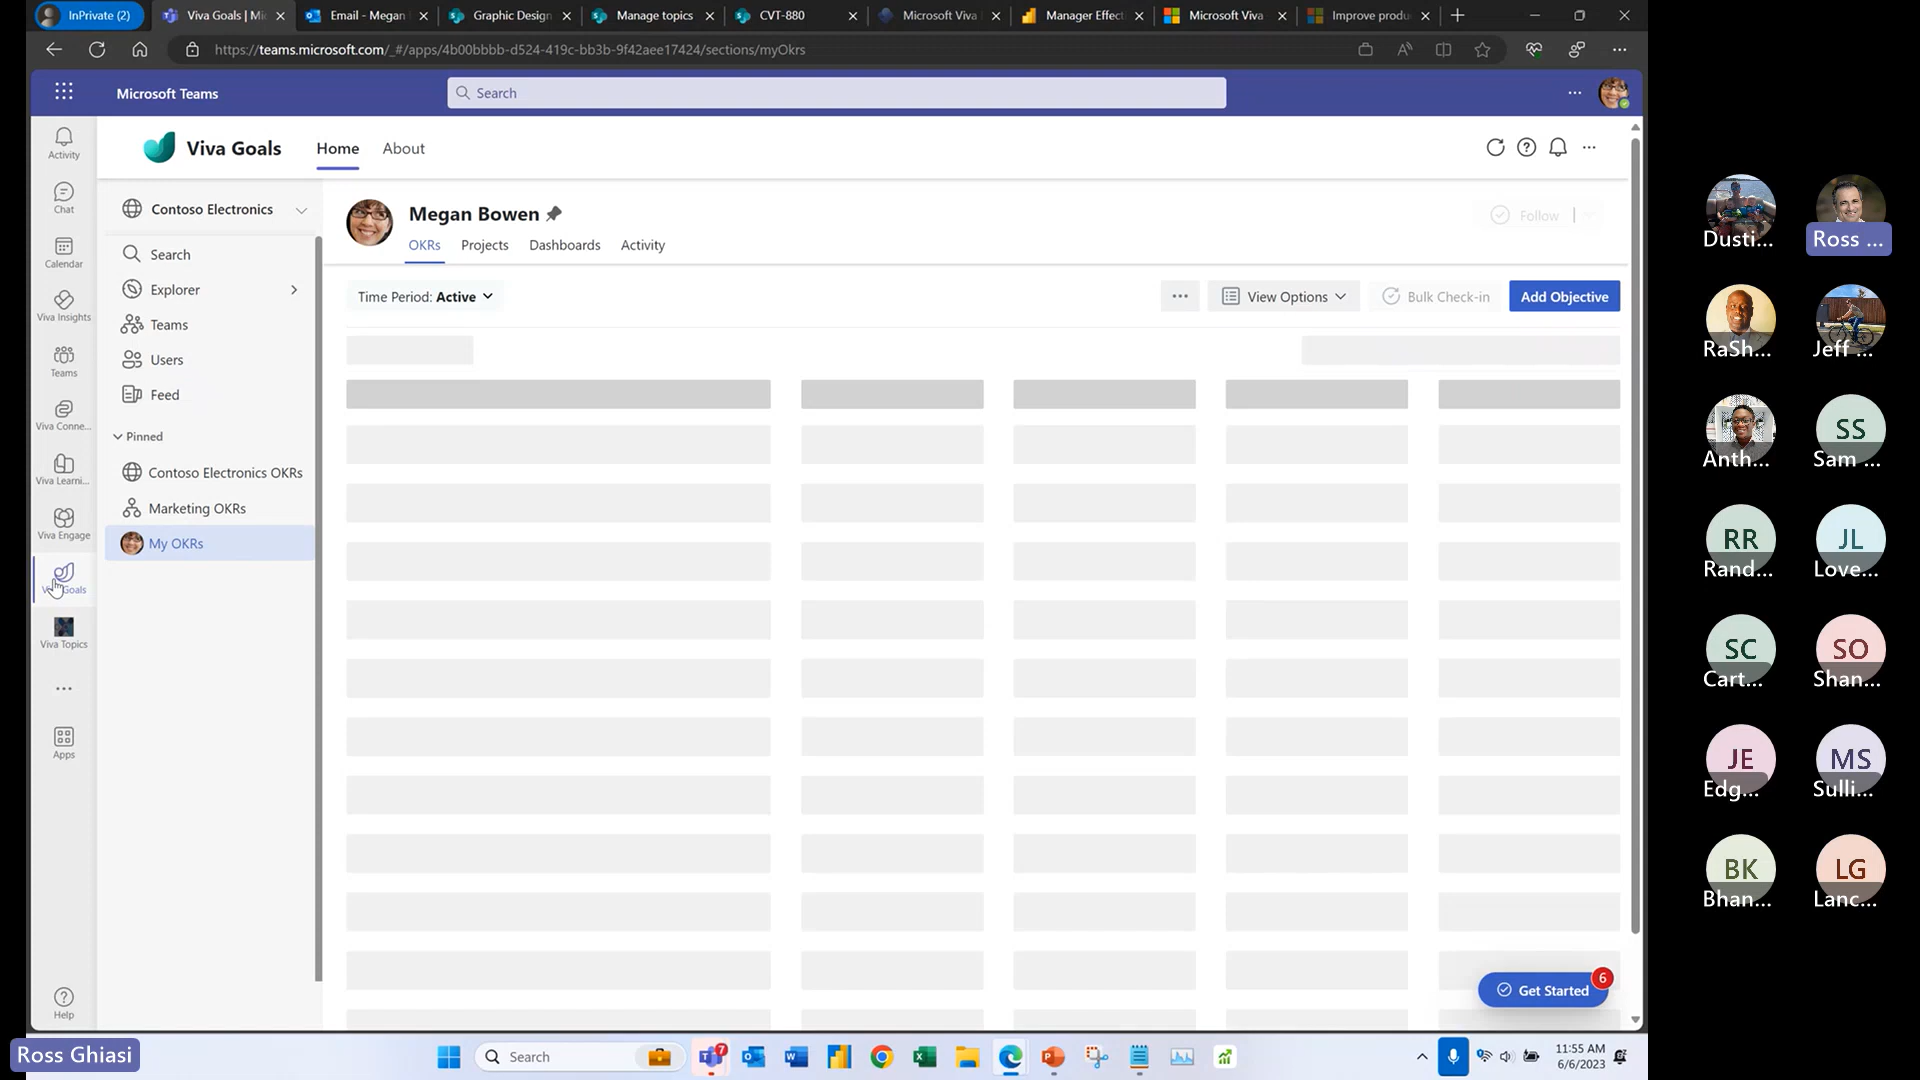 InPrivate (2)
Viva Goals | Mi
Email - Megan
Graphic Design
Manage topics
CVT-880
Microsoft Viva
Manager Effect
Microsoft Viva
Improve produ
https://teams.microsoft.com/_#/apps/4b00bbbb-d524-419c-bb3b-9f42aee17424/sections/myOkrs
Microsoft Teams
Search
Activity
Chat
Calendar
Viva Insights
Teams
Viva Conne...
Viva Learni...
Viva Engage
Goals
Viva Topics
Apps
Help
Viva Goals
Home
About
Contoso Electronics
Search
Explorer
Teams
Users
Feed
Pinned
Contoso Electronics OKRs
Marketing OKRs
My OKRs
Megan Bowen
Follow
OKRs
Projects
Dashboards
Activity
Time Period: Active
View Options
Bulk Check-in
Add Objective
Get Started
6
Dusti...
Ross ...
RaSh...
Jeff ...
Anth...
SS
Sam ...
RR
Rand...
JL
Love...
SC
Cart...
SO
Shan...
JE
Edg...
MS
Sulli...
BK
Bhan...
LG
Lanc...
Ross Ghiasi
Search
7
11:55 AM
6/6/2023